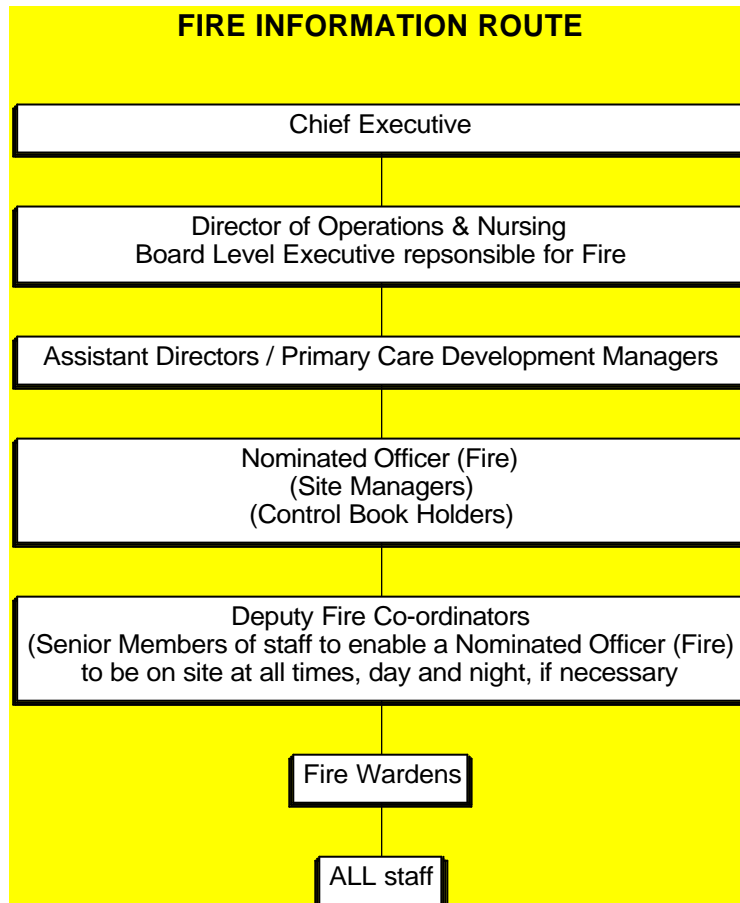 FIRE INFORMATION ROUTE
Chief Executive
Director of Operations & Nursing
Board Level Executive repsonsible for Fire
Assistant Directors / Primary Care Development Managers
Nominated Officer (Fire)
(Site Managers)
(Control Book Holders)
Deputy Fire Co-ordinators
(Senior Members of staff to enable a Nominated Officer (Fire)
to be on site at all times, day and night, if necessary
Fire Wardens
ALL staff